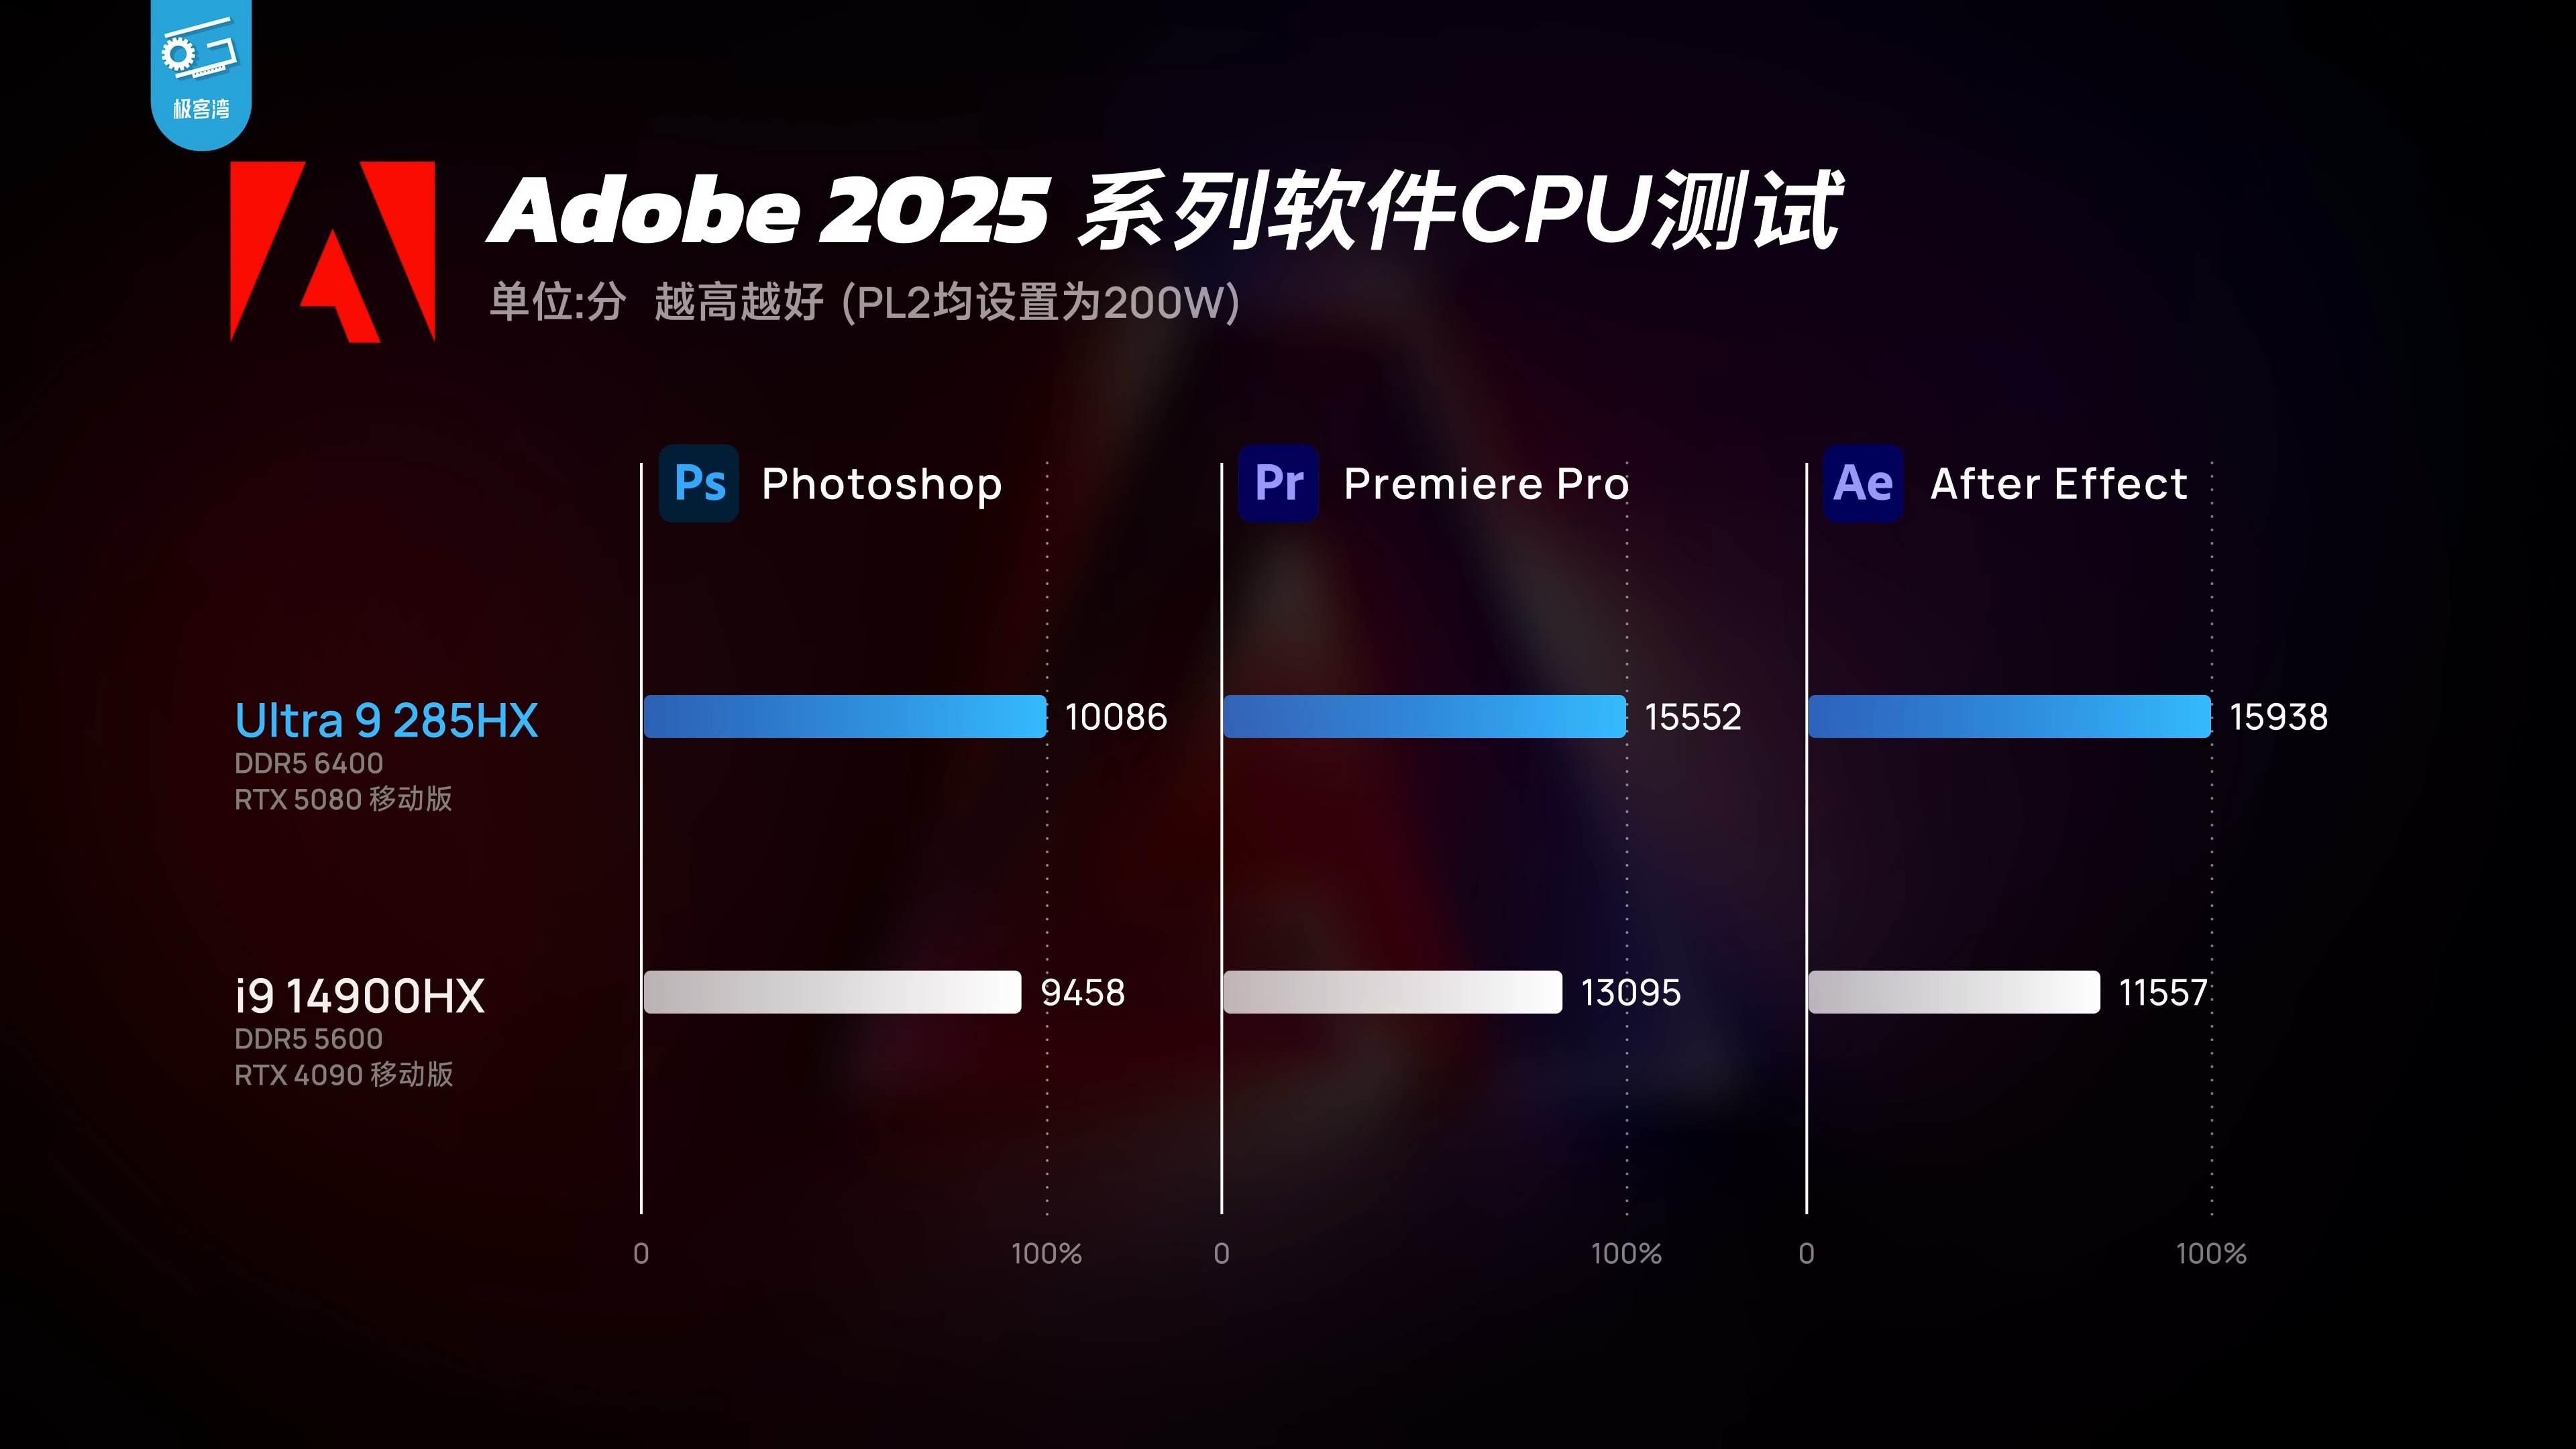 极客湾
Adobe 2025 系列软件CPU测试
单位:分 越高越好 (PL2均设置为200W)
Ps Photoshop
Pr Premiere Pro
Ae After Effect
Ultra 9 285HX
DDR5 6400
RTX 5080 移动版
10086
15552
15938
i9 14900HX
DDR5 5600
RTX 4090 移动版
9458
13095
11557
0
100%
0
100%
0
100%